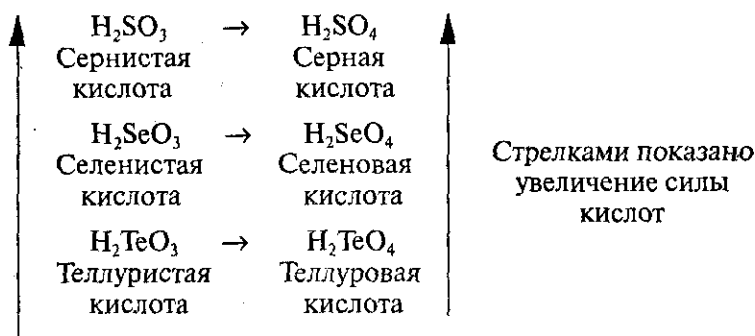 H₂SO₃ → H₂SO₄
Сернистая Серная
кислота кислота
H₂SeO₃ → H₂SeO₄
Селенистая Селеновая
кислота кислота
H₂TeO₃ → H₂TeO₄
Теллуристая Теллуровая
кислота кислота
Стрелками показано
увеличение силы
кислот